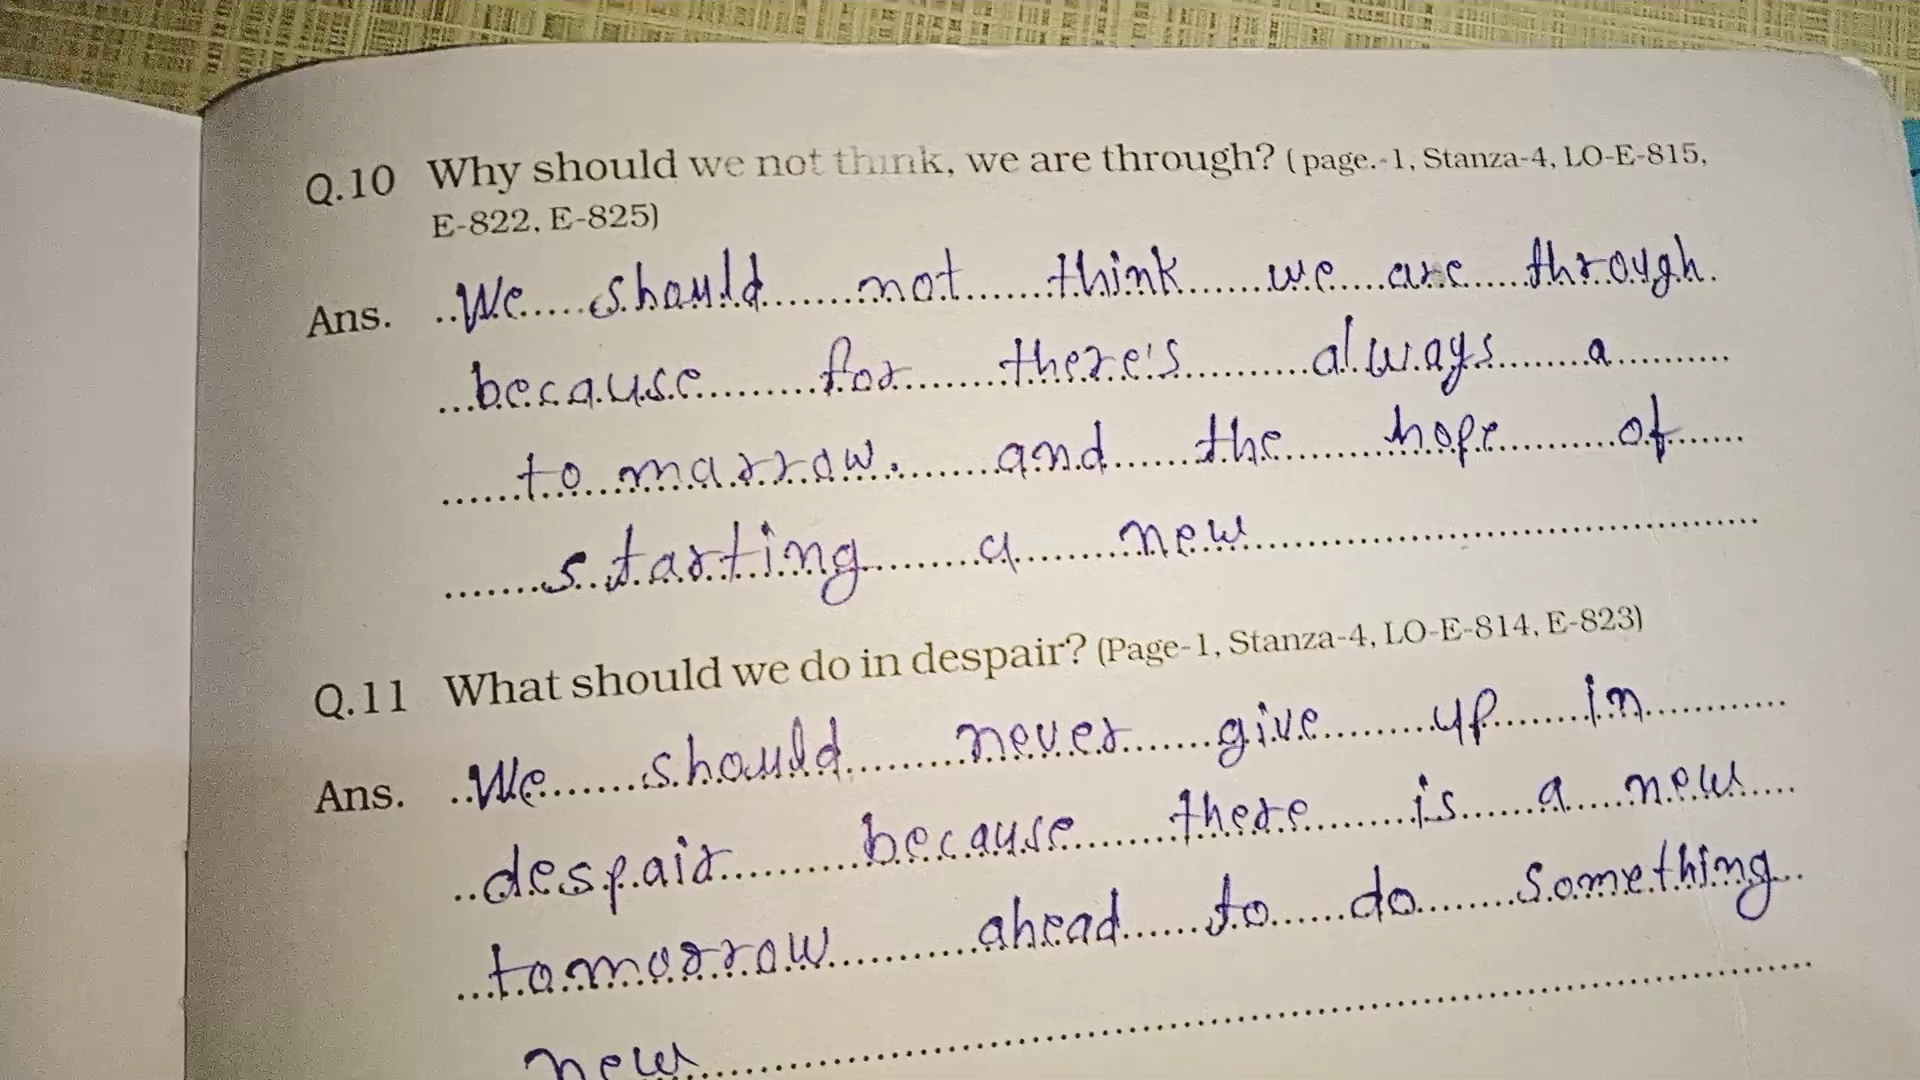 Q.10 Why should we not think, we are through? (page.-1, Stanza-4, LO-E-815,
E-822, E-825)
Ans. We should not think we are through.
because for there's always a
to marrow. and the hope of
starting a new
Q.11 What should we do in despair? (Page-1, Stanza-4, LO-E-814, E-823)
Ans. We should never give up in
despair because there is a new
tomorrow ahead to do something
new